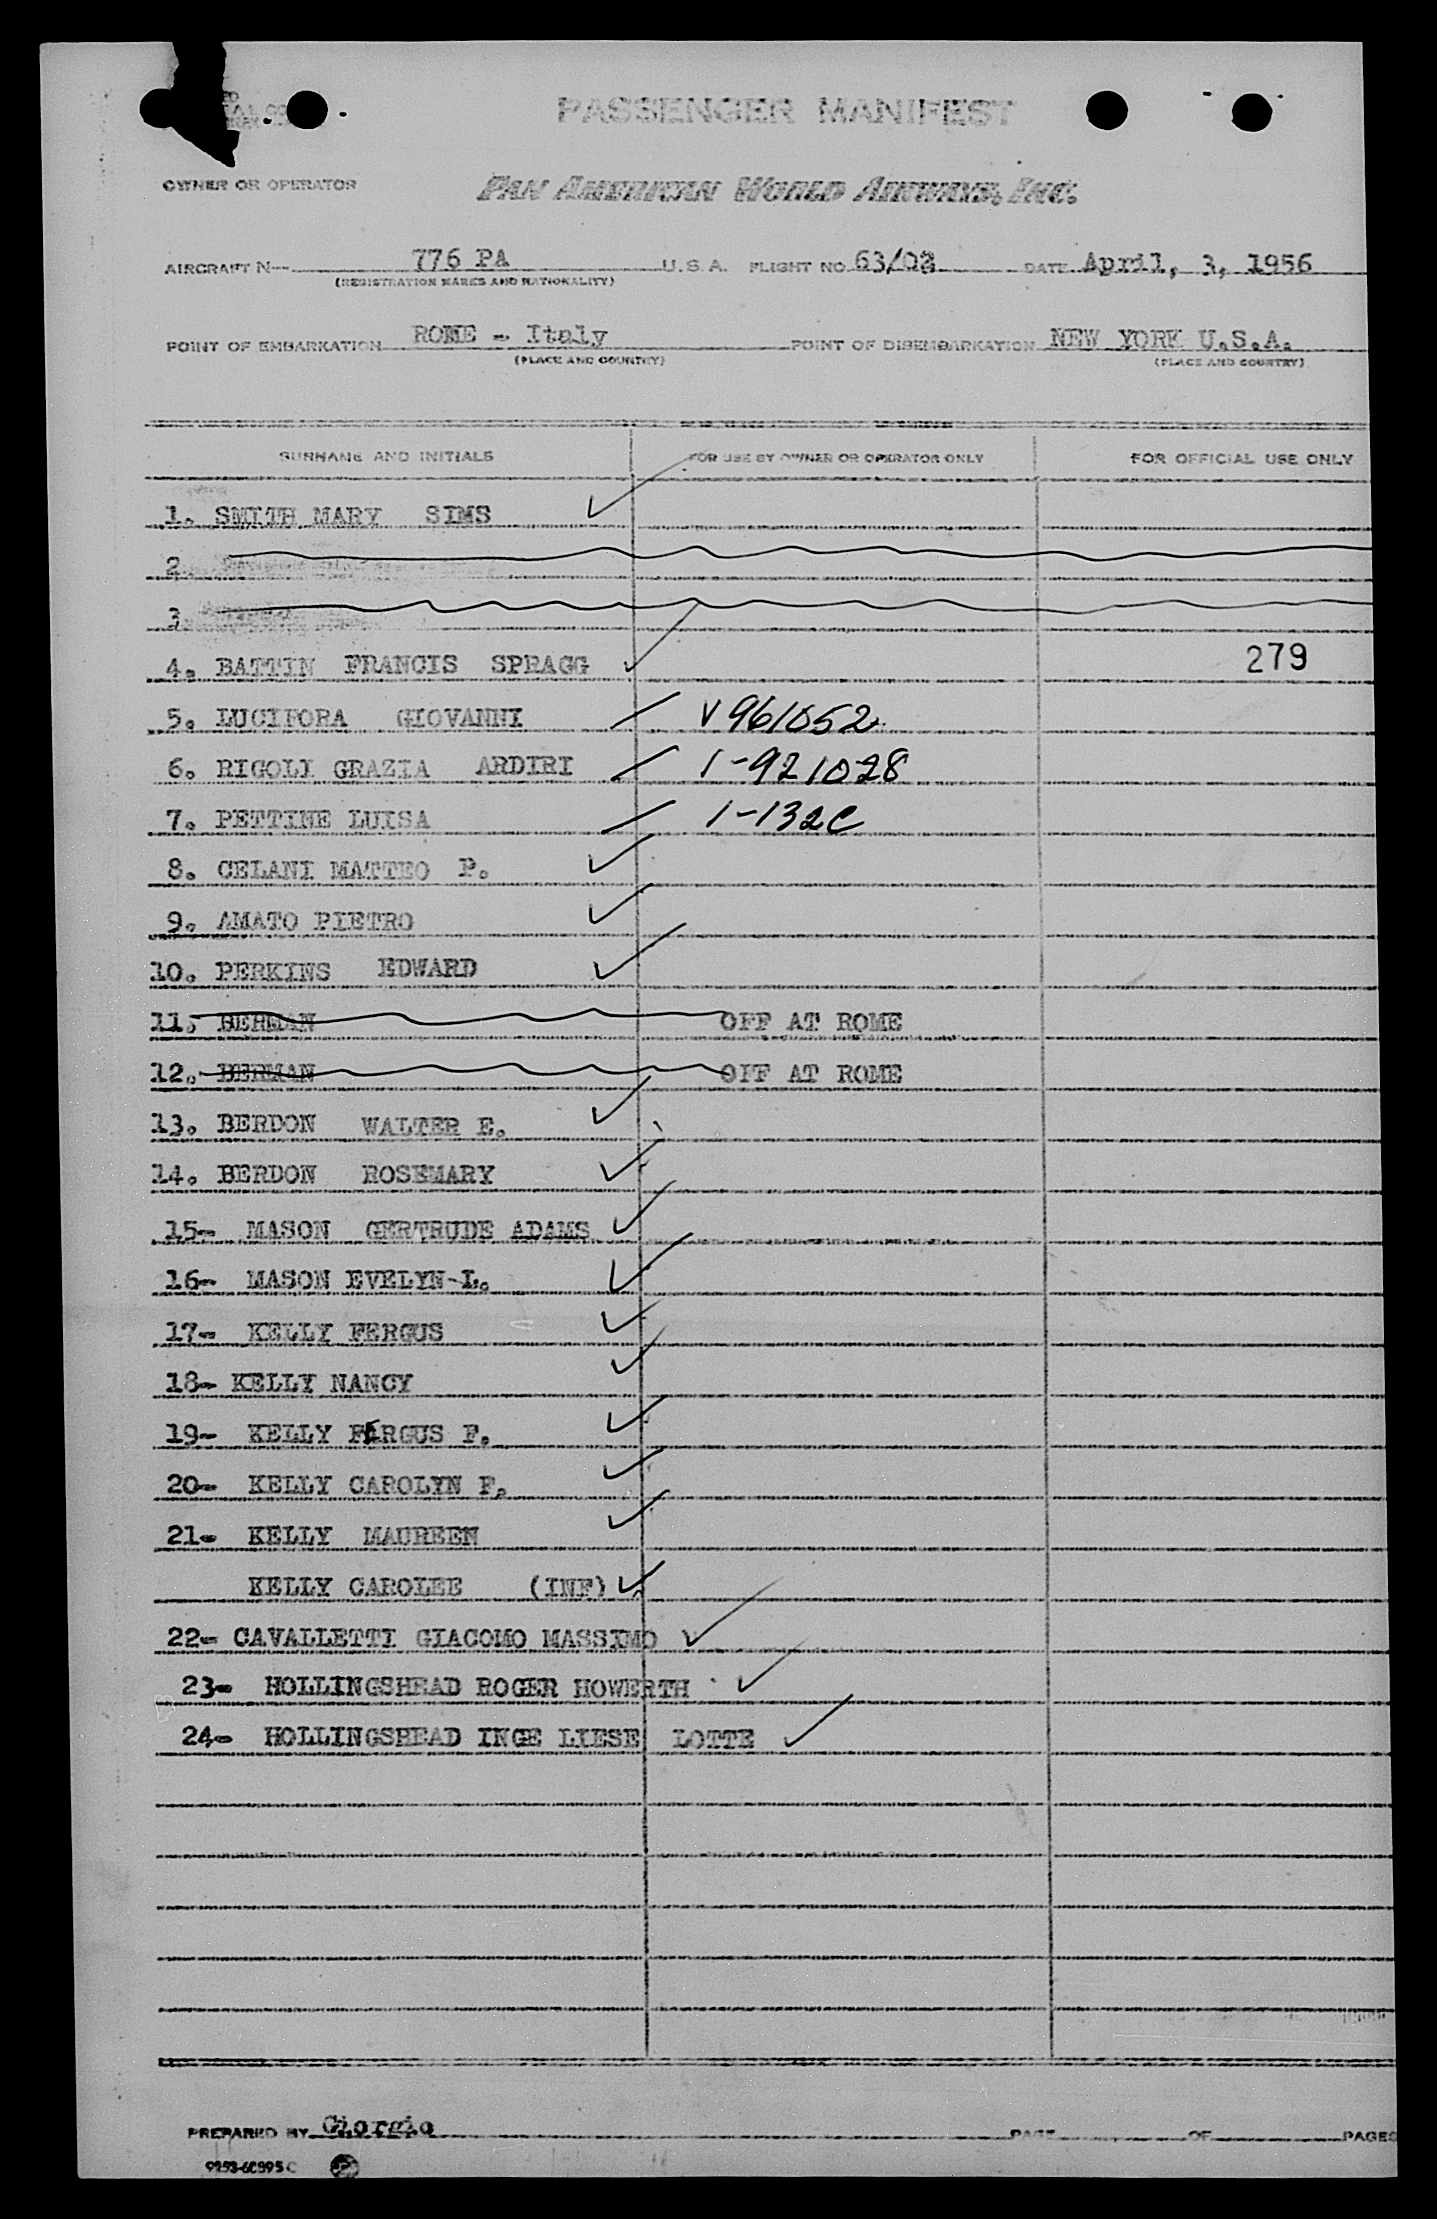 PASSENGER MANIFEST
OWNER OR OPERATOR PAN AMERICAN WORLD AIRWAYS, INC.
AIRCRAFT N— 776 PA U.S.A. FLIGHT NO 63/03 DATE April, 3, 1956
(REGISTRATION MARKS AND NATIONALITY)
POINT OF EMBARKATION ROME - Italy POINT OF DISEMBARKATION NEW YORK U.S.A.
(PLACE AND COUNTRY) (PLACE AND COUNTRY)
SURNAME AND INITIALS FOR USE BY OWNER OR OPERATOR ONLY FOR OFFICIAL USE ONLY
1. SMITH MARY SIMS
2.
3.
4. BATTIN FRANCIS SPRAGG 279
5. LUCIFORA GIOVANNI V961052
6. RIGOLI GRAZIA ARDIRI 1-921028
7. PETTINE LUISA 1-132C
8. CELANI MATTEO P.
9. AMATO PIETRO
10. PERKINS EDWARD
11. BERMAN OFF AT ROME
12. BERMAN OFF AT ROME
13. BERDON WALTER E.
14. BERDON ROSEMARY
15- MASON GERTRUDE ADAMS
16- MASON EVELYN L.
17- KELLY FERGUS
18- KELLY NANCY
19- KELLY FERGUS F.
20- KELLY CAROLYN F.
21- KELLY MAUREEN
KELLY CAROLEE (INF)
22- CAVALLETTI GIACOMO MASSIMO
23- HOLLINGSHEAD ROGER HOWERTH
24- HOLLINGSHEAD INGE LIESE LOTTE
PREPARED BY Giorgio PAGE OF PAGES